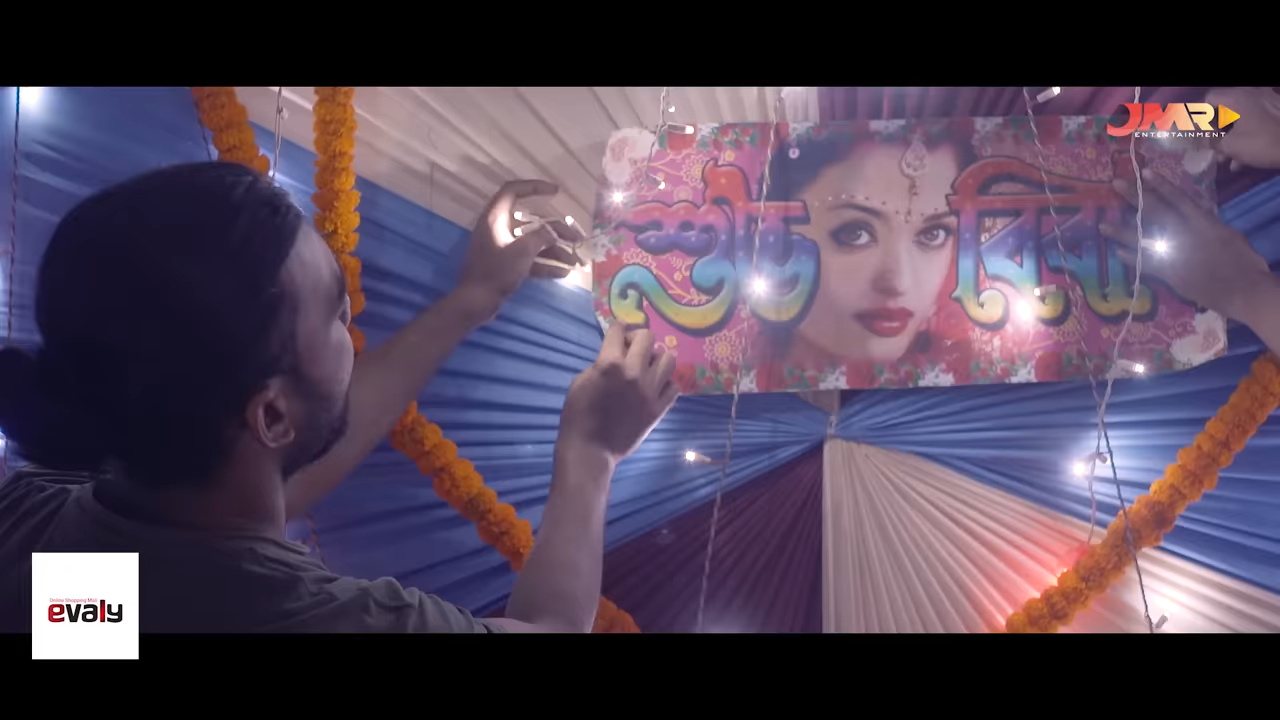 JMR
ENTERTAINMENT
শুভ বিবা
Online Shopping Mall
evaly